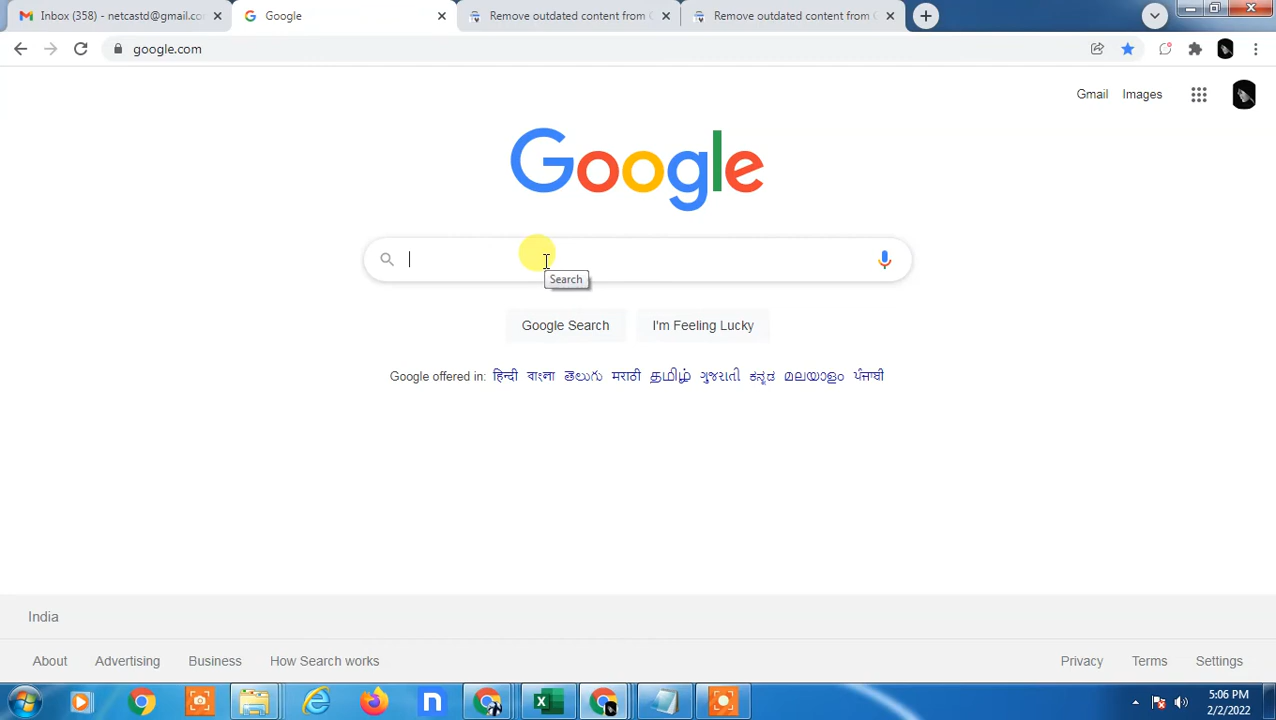 Inbox (358) - netcastd@gmail.co
Google
Remove outdated content from G
Remove outdated content from G
google.com
Gmail
Images
Google
Search
Google Search
I'm Feeling Lucky
Google offered in: हिन्दी বাংলা తెలుగు मराठी தமிழ் ગુજરાતી ಕನ್ನಡ മലയാളം ਪੰਜਾਬੀ
India
About
Advertising
Business
How Search works
Privacy
Terms
Settings
5:06 PM
2/2/2022